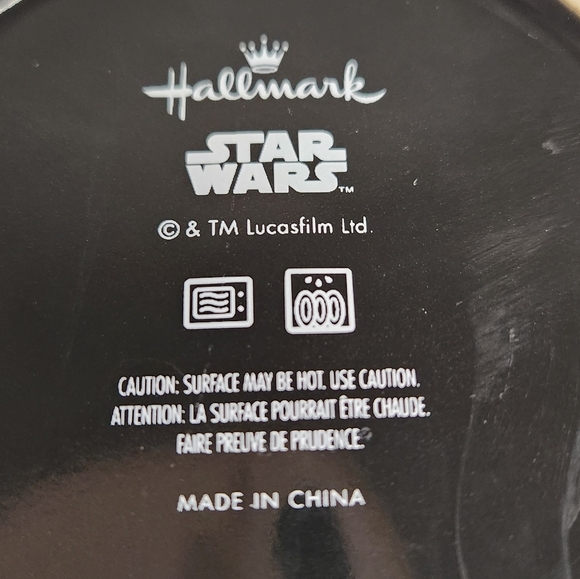 Hallmark
STAR
WARS™
© & TM Lucasfilm Ltd.
CAUTION: SURFACE MAY BE HOT. USE CAUTION.
ATTENTION: LA SURFACE POURRAIT ÊTRE CHAUDE.
FAIRE PREUVE DE PRUDENCE.
MADE IN CHINA